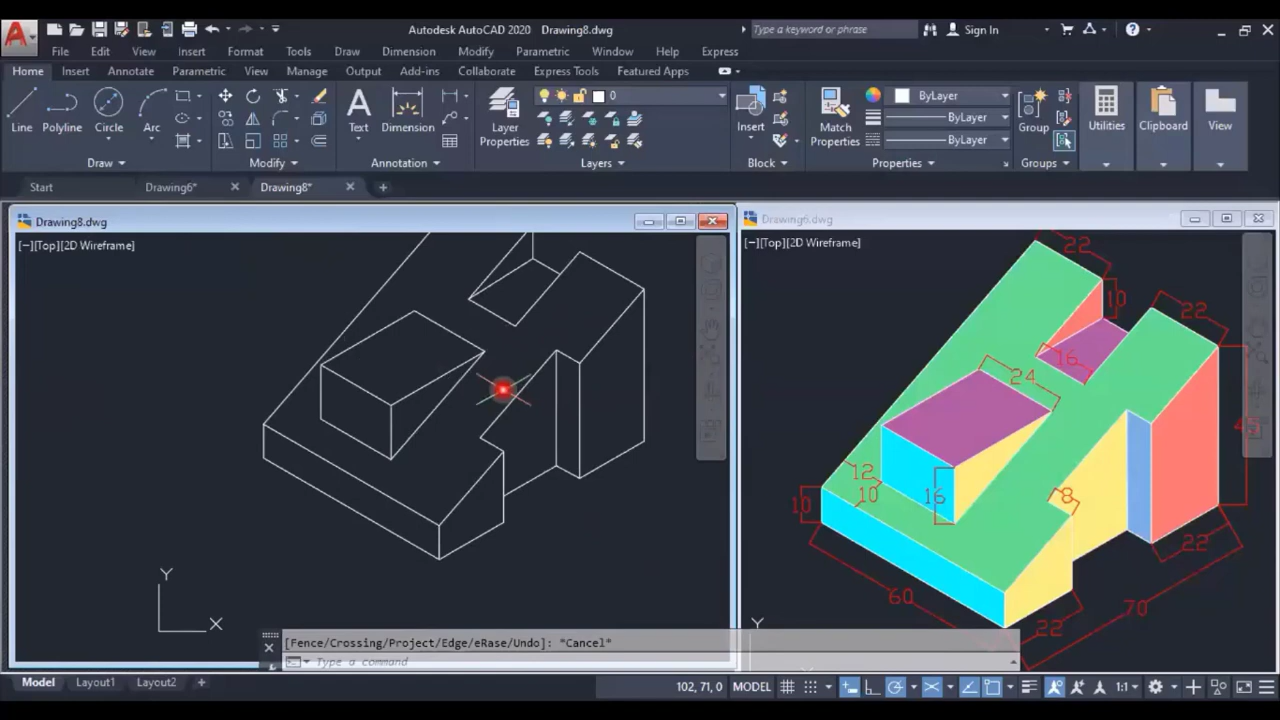 Autodesk AutoCAD 2020 Drawing8.dwg
Type a keyword or phrase
Sign In
File Edit View Insert Format Tools Draw Dimension Modify Parametric Window Help Express
Home Insert Annotate Parametric View Manage Output Add-ins Collaborate Express Tools Featured Apps
0
ByLayer
ByLayer
ByLayer
Line Polyline Circle Arc
Text Dimension
Layer Properties
Insert
Match Properties
Group
Utilities
Clipboard
View
Draw Modify Annotation Layers Block Properties Groups
Start Drawing6* Drawing8*
Drawing8.dwg
[−][Top][2D Wireframe]
Y
X
Drawing6.dwg
[−][Top][2D Wireframe]
22
10
22
16
24
12
10
16
8
10
22
60
22
70
Y
[Fence/Crossing/Project/Edge/eRase/Undo]: *Cancel*
Type a command
Model Layout1 Layout2
102, 71, 0 MODEL
1:1